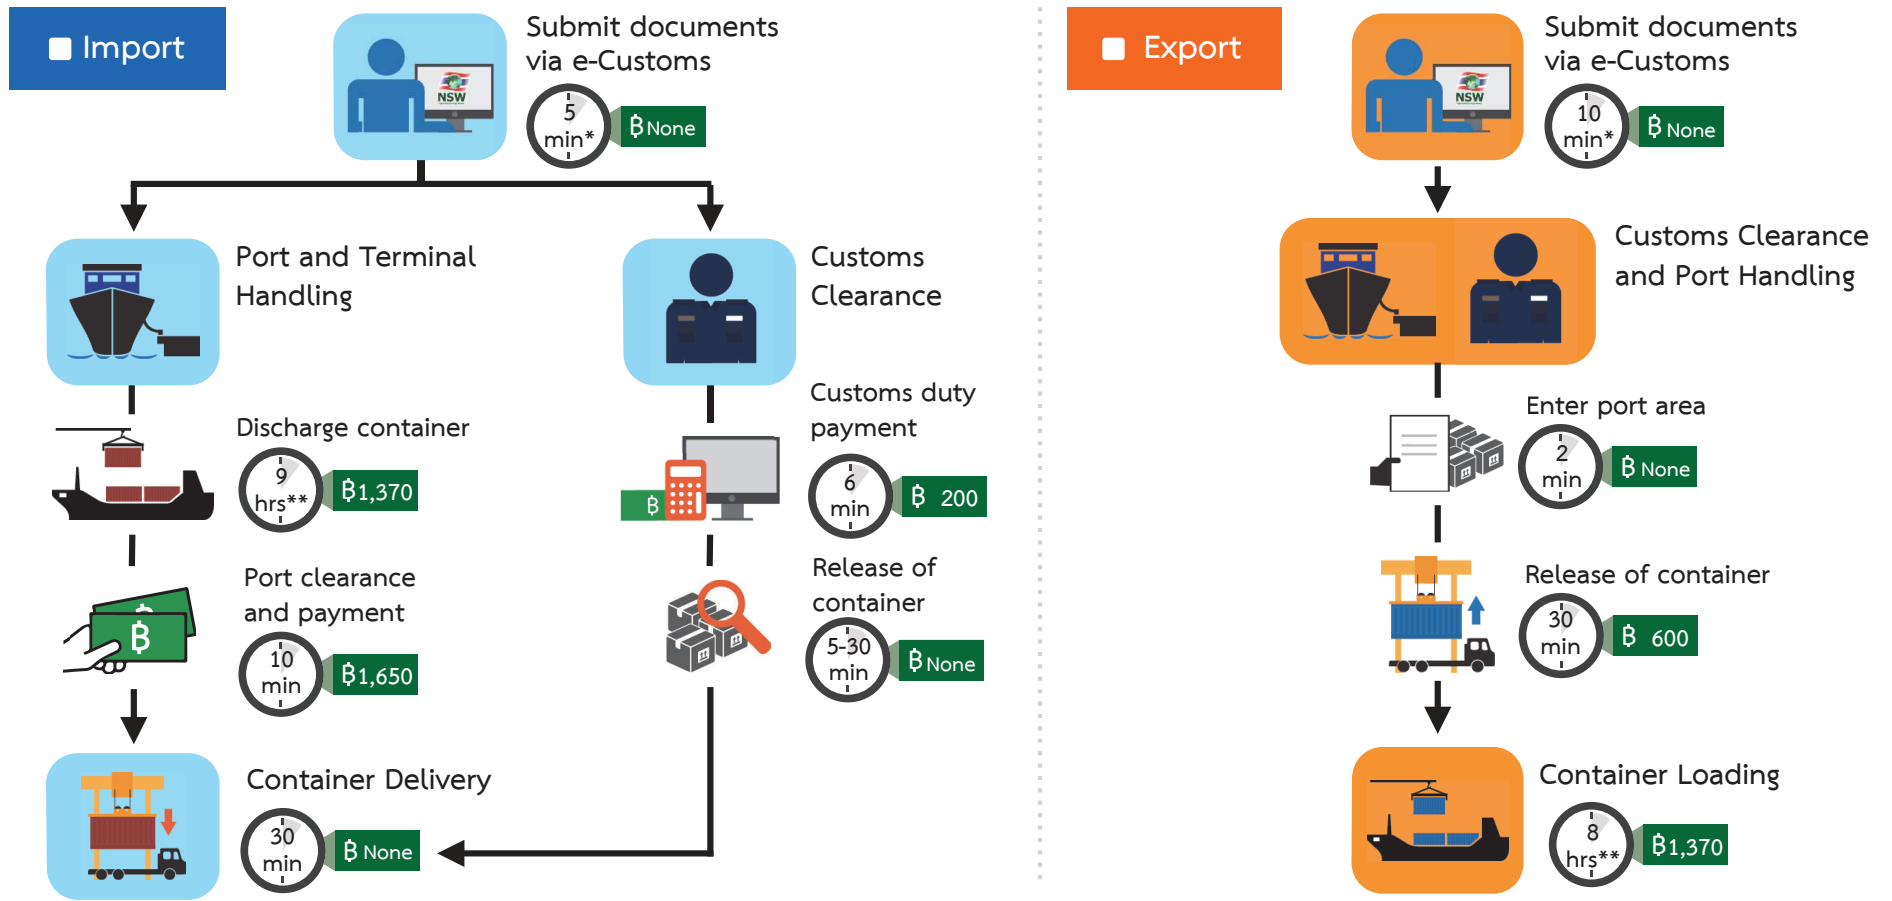 Import
Submit documents
via e-Customs
NSW
5
min*
฿ None
Port and Terminal
Handling
Discharge container
9
hrs**
฿1,370
Port clearance
and payment
฿
10
min
฿1,650
Container Delivery
30
min
฿ None
Customs
Clearance
Customs duty
payment
฿
6
min
฿ 200
Release of
container
5-30
min
฿ None
Export
Submit documents
via e-Customs
NSW
10
min*
฿ None
Customs Clearance
and Port Handling
Enter port area
2
min
฿ None
Release of container
30
min
฿ 600
Container Loading
8
hrs**
฿1,370